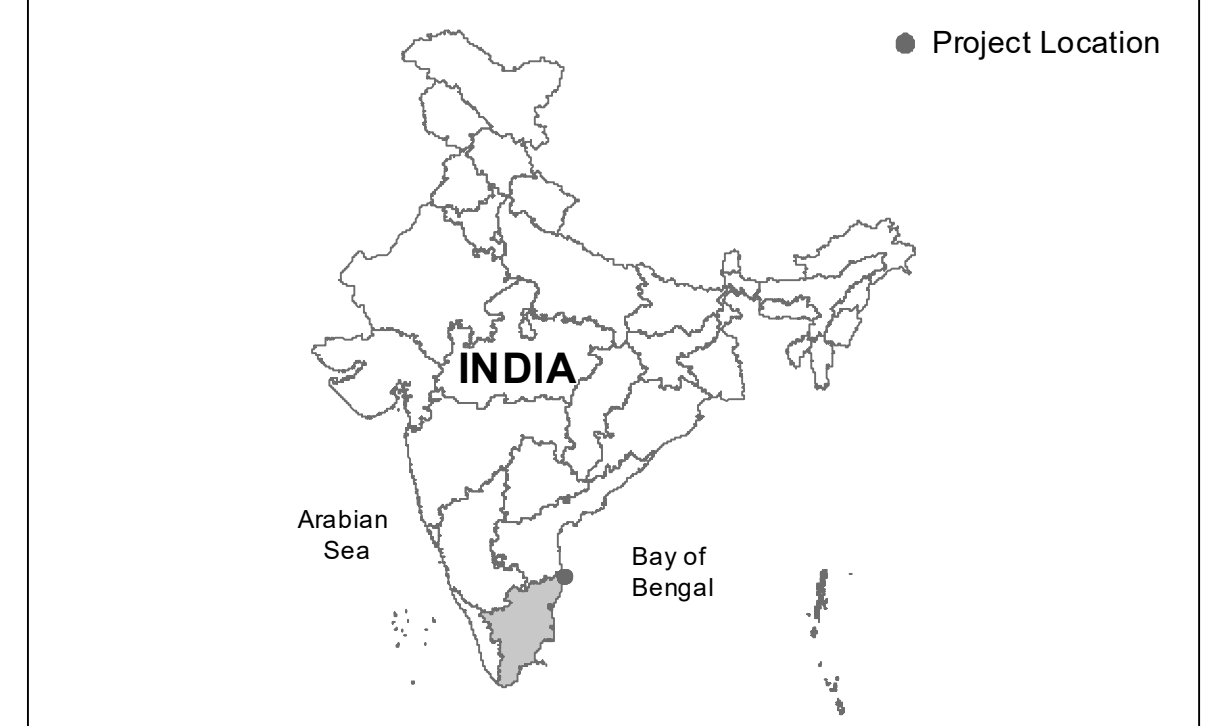 Project Location
INDIA
Arabian
Sea
Bay of
Bengal